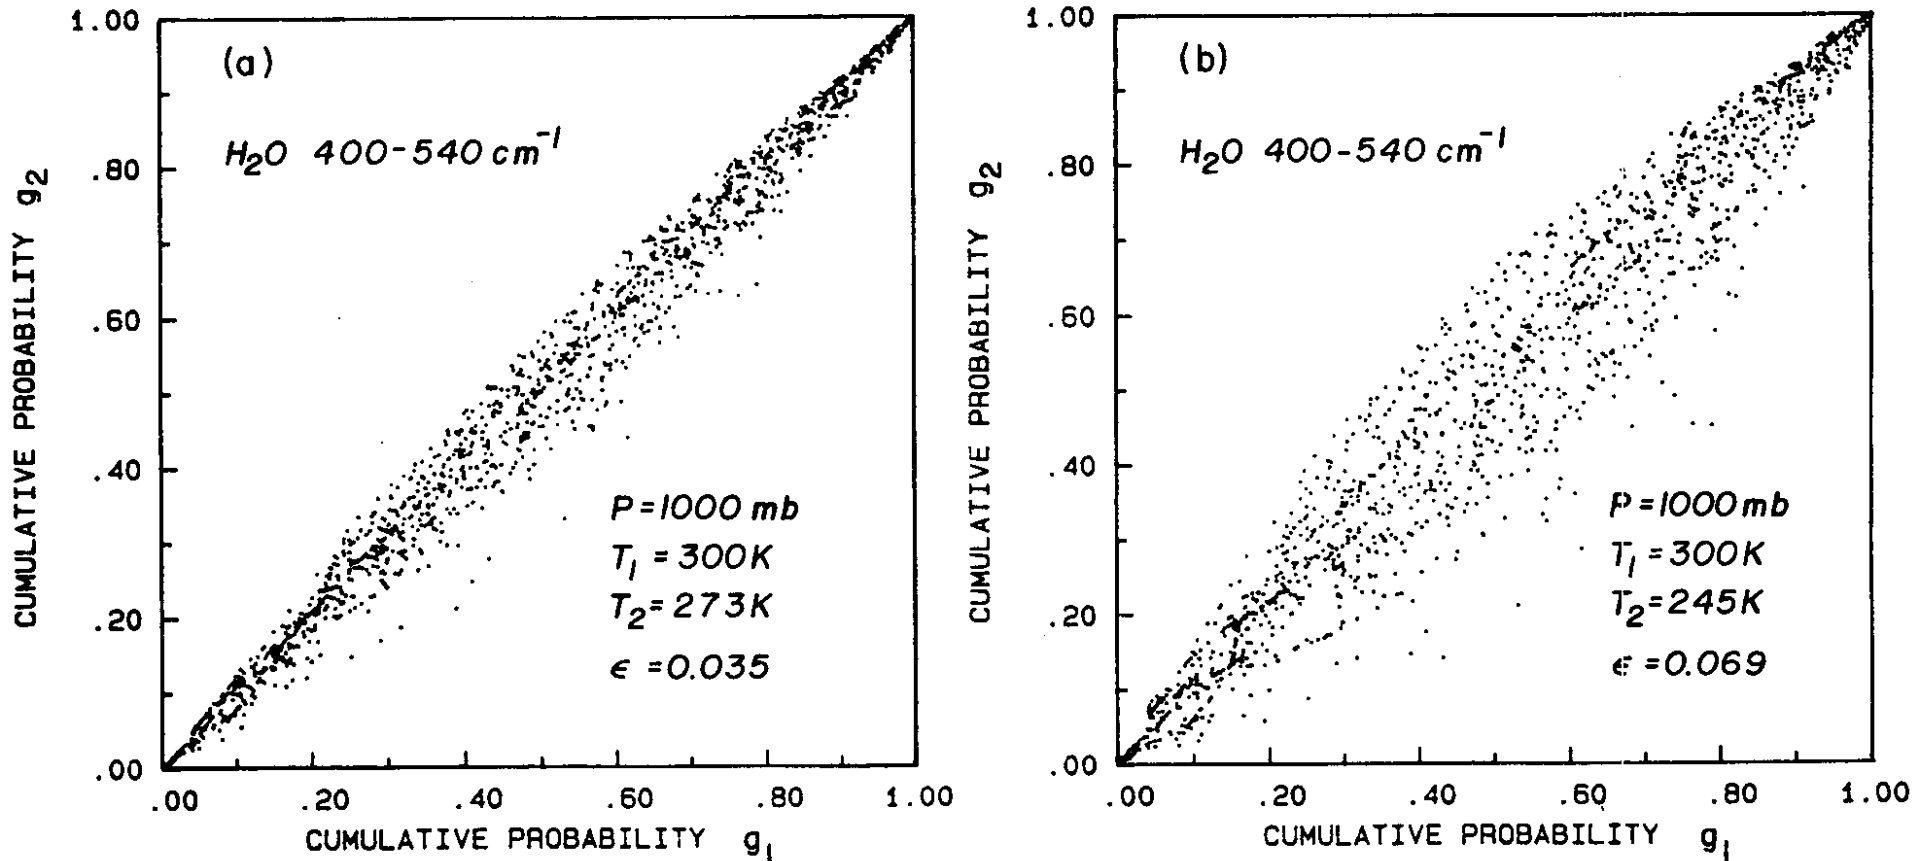 (a)
H₂O 400-540 cm⁻¹
P=1000 mb
T₁=300K
T₂=273K
ϵ=0.035
CUMULATIVE PROBABILITY g₂
1.00
.80
.60
.40
.20
.00
.00 .20 .40 .60 .80 1.00
CUMULATIVE PROBABILITY g₁
(b)
H₂O 400-540 cm⁻¹
P=1000 mb
T₁=300K
T₂=245K
ϵ=0.069
CUMULATIVE PROBABILITY g₂
1.00
.80
.60
.40
.20
.00
.00 .20 .40 .60 .80 1.00
CUMULATIVE PROBABILITY g₁